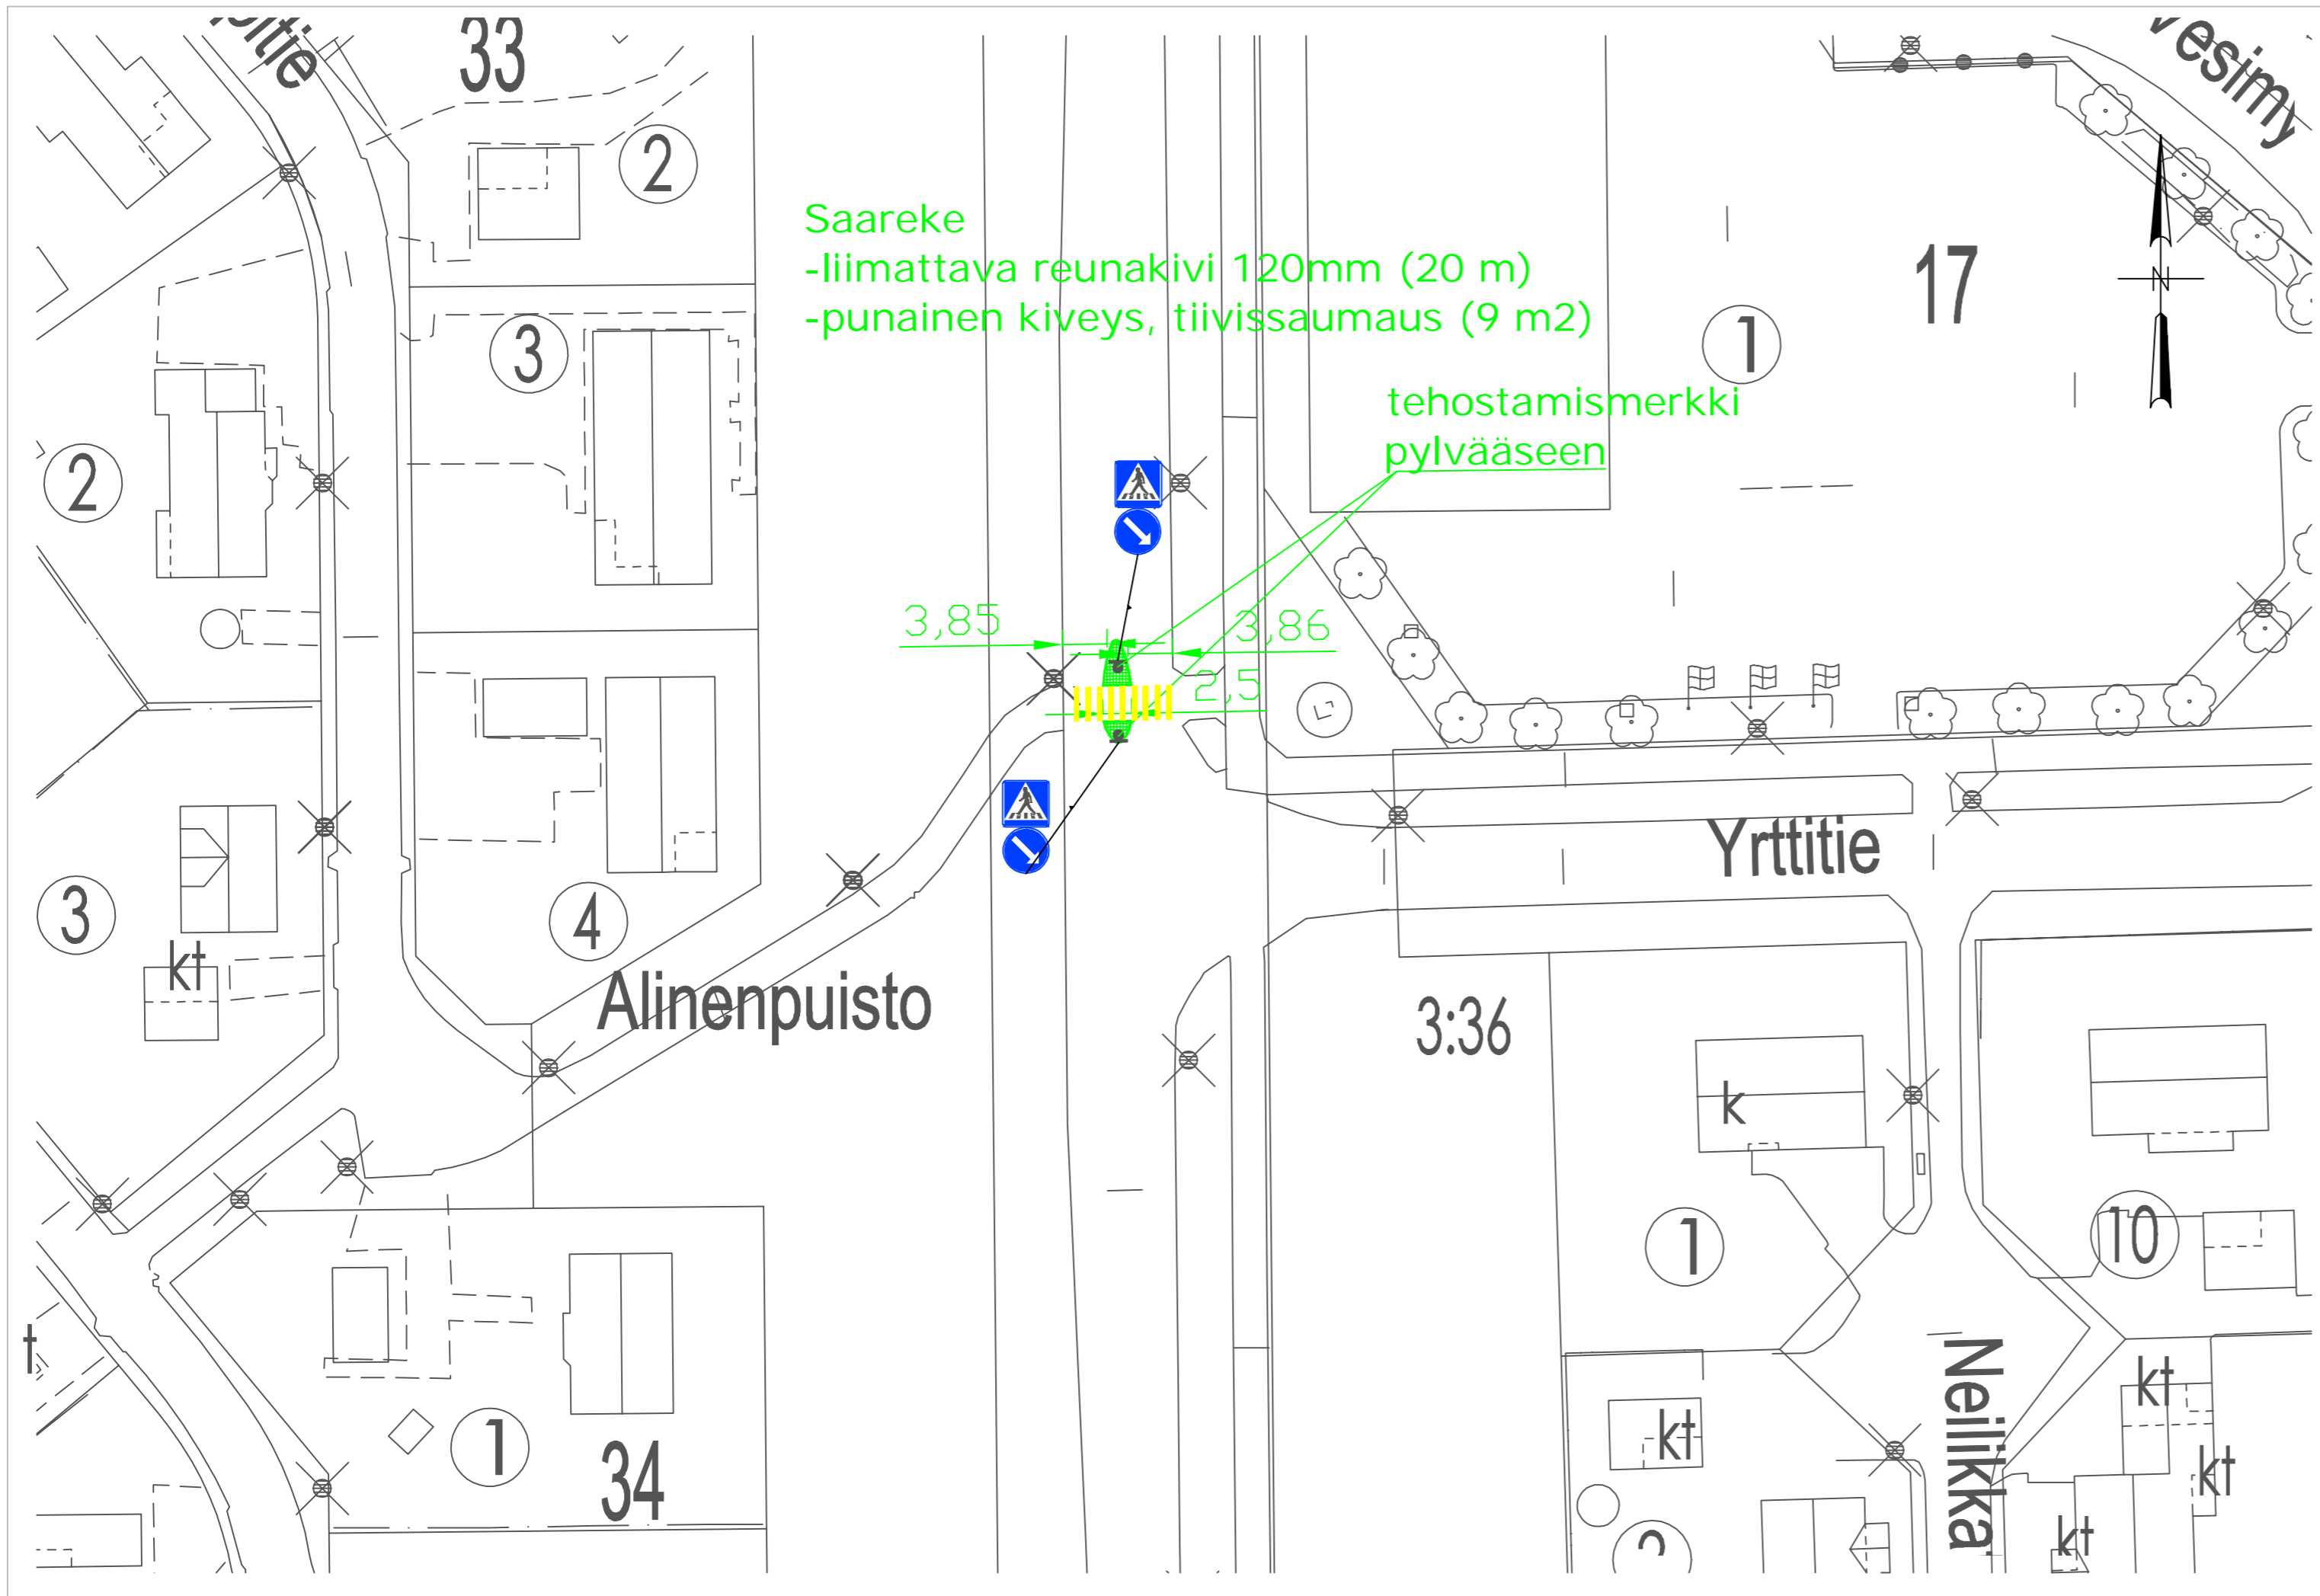 33
vesimy
2
Saareke
-liimattava reunakivi 120mm (20 m)
-punainen kiveys, tiivissaumaus (9 m2)
17
N
3
1
tehostamismerkki
pylvääseen
2
3,85
3,86
2,5
Yrttitie
3
4
kt
Alinenpuisto
3:36
k
1
10
t
Neilikka
kt
kt
1
34
kt
kt